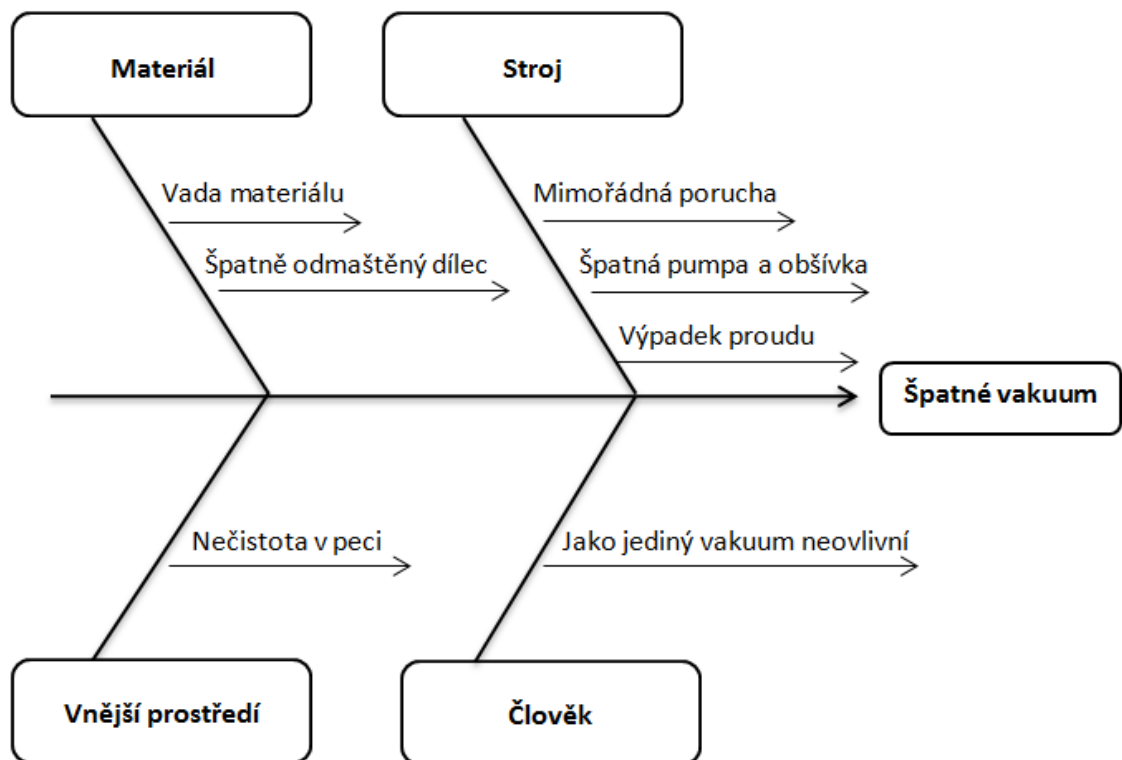 Materiál
Stroj
Vada materiálu
Mimořádná porucha
Špatně odmaštěný dílec
Špatná pumpa a obšívka
Výpadek proudu
Špatné vakuum
Nečistota v peci
Jako jediný vakuum neovlivní
Vnější prostředí
Člověk